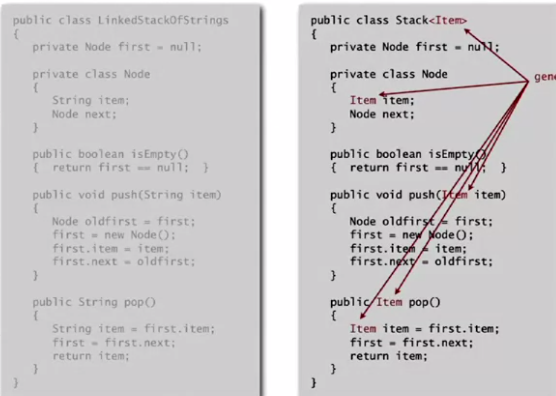 public class LinkedStackOfStrings
{
private Node first = null;
private class Node
{
String item;
Node next;
}
public boolean isEmpty()
{ return first == null; }
public void push(String item)
{
Node oldfirst = first;
first = new Node();
first.item = item;
first.next = oldfirst;
}
public String pop()
{
String item = first.item;
first = first.next;
return item;
}
}
public class Stack<Item>
{
private Node first = null;
private class Node
{
Item item;
Node next;
}
public boolean isEmpty()
{ return first == null; }
public void push(Item item)
{
Node oldfirst = first;
first = new Node();
first.item = item;
first.next = oldfirst;
}
public Item pop()
{
Item item = first.item;
first = first.next;
return item;
}
}
gene